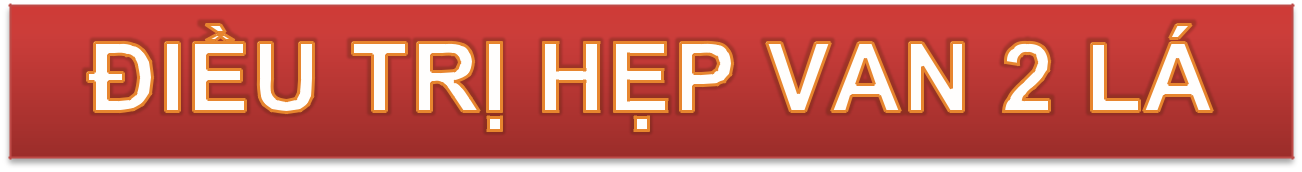 ĐIỀU TRỊ HẸP VAN 2 LÁ